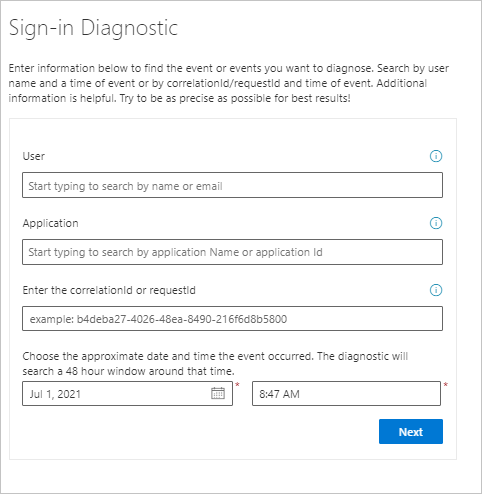 Sign-in Diagnostic
Enter information below to find the event or events you want to diagnose. Search by user
name and a time of event or by correlationId/requestId and time of event. Additional
information is helpful. Try to be as precise as possible for best results!
User
Start typing to search by name or email
Application
Start typing to search by application Name or application Id
Enter the correlationId or requestId
example: b4deba27-4026-48ea-8490-216f6d8b5800
Choose the approximate date and time the event occurred. The diagnostic will
search a 48 hour window around that time.
Jul 1, 2021 * 8:47 AM *
Next